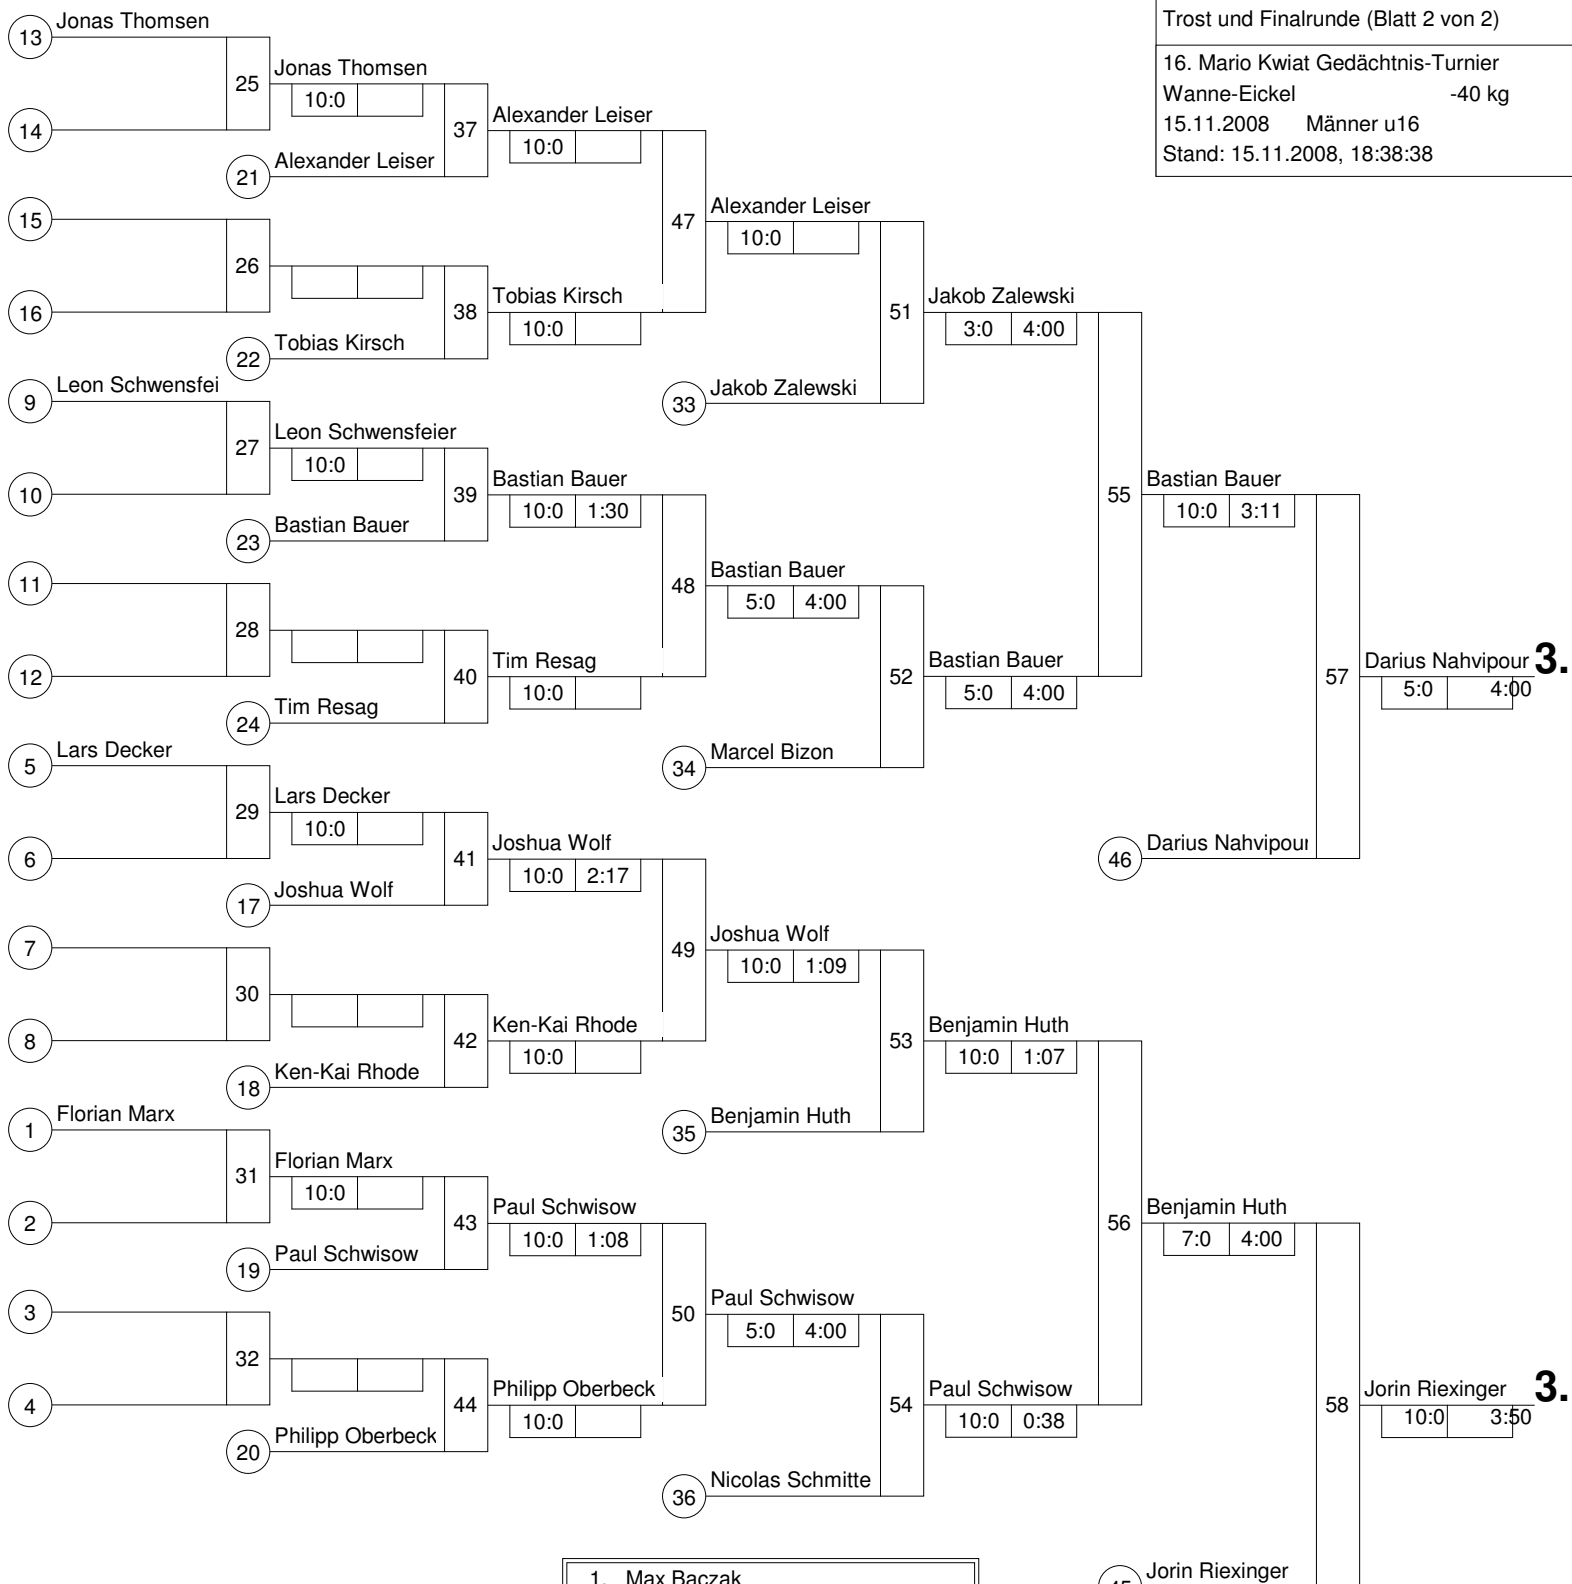 Trost und Finalrunde (Blatt 2 von 2)
16. Mario Kwiat Gedächtnis-Turnier
Wanne-Eickel -40 kg
15.11.2008 Männer u16
Stand: 15.11.2008, 18:38:38
13 Jonas Thomsen
25 Jonas Thomsen
10:0
14
37 Alexander Leiser
10:0
21 Alexander Leiser
15
47 Alexander Leiser
10:0
26
16
38 Tobias Kirsch
10:0
22 Tobias Kirsch
51 Jakob Zalewski
3:0 4:00
33 Jakob Zalewski
9 Leon Schwensfei
27 Leon Schwensfeier
10:0
10
39 Bastian Bauer
10:0 1:30
23 Bastian Bauer
55 Bastian Bauer
10:0 3:11
11
48 Bastian Bauer
5:0 4:00
28
12
40 Tim Resag
10:0
24 Tim Resag
52 Bastian Bauer
5:0 4:00
34 Marcel Bizon
57 Darius Nahvipour 3.
5:0 4:00
5 Lars Decker
29 Lars Decker
10:0
6
41 Joshua Wolf
10:0 2:17
17 Joshua Wolf
46 Darius Nahvipour
7
49 Joshua Wolf
10:0 1:09
30
8
42 Ken-Kai Rhode
10:0
18 Ken-Kai Rhode
53 Benjamin Huth
10:0 1:07
35 Benjamin Huth
1 Florian Marx
31 Florian Marx
10:0
2
43 Paul Schwisow
10:0 1:08
19 Paul Schwisow
56 Benjamin Huth
7:0 4:00
3
50 Paul Schwisow
5:0 4:00
32
4
44 Philipp Oberbeck
10:0
20 Philipp Oberbeck
54 Paul Schwisow
10:0 0:38
36 Nicolas Schmitte
58 Jorin Riexinger 3.
10:0 3:50
1. Max Baczak
45 Jorin Riexinger